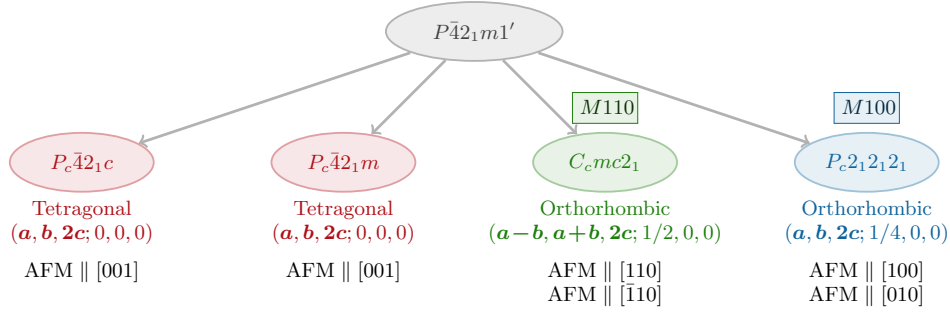 P4̄2₁m1′
M110
M100
P_c4̄2₁c
P_c4̄2₁m
C_cmc2₁
P_c2₁2₁2₁
Tetragonal
Tetragonal
Orthorhombic
Orthorhombic
(a, b, 2c; 0, 0, 0)
(a, b, 2c; 0, 0, 0)
(a−b, a+b, 2c; 1/2, 0, 0)
(a, b, 2c; 1/4, 0, 0)
AFM ∥ [001]
AFM ∥ [001]
AFM ∥ [110]
AFM ∥ [100]
AFM ∥ [1̄10]
AFM ∥ [010]